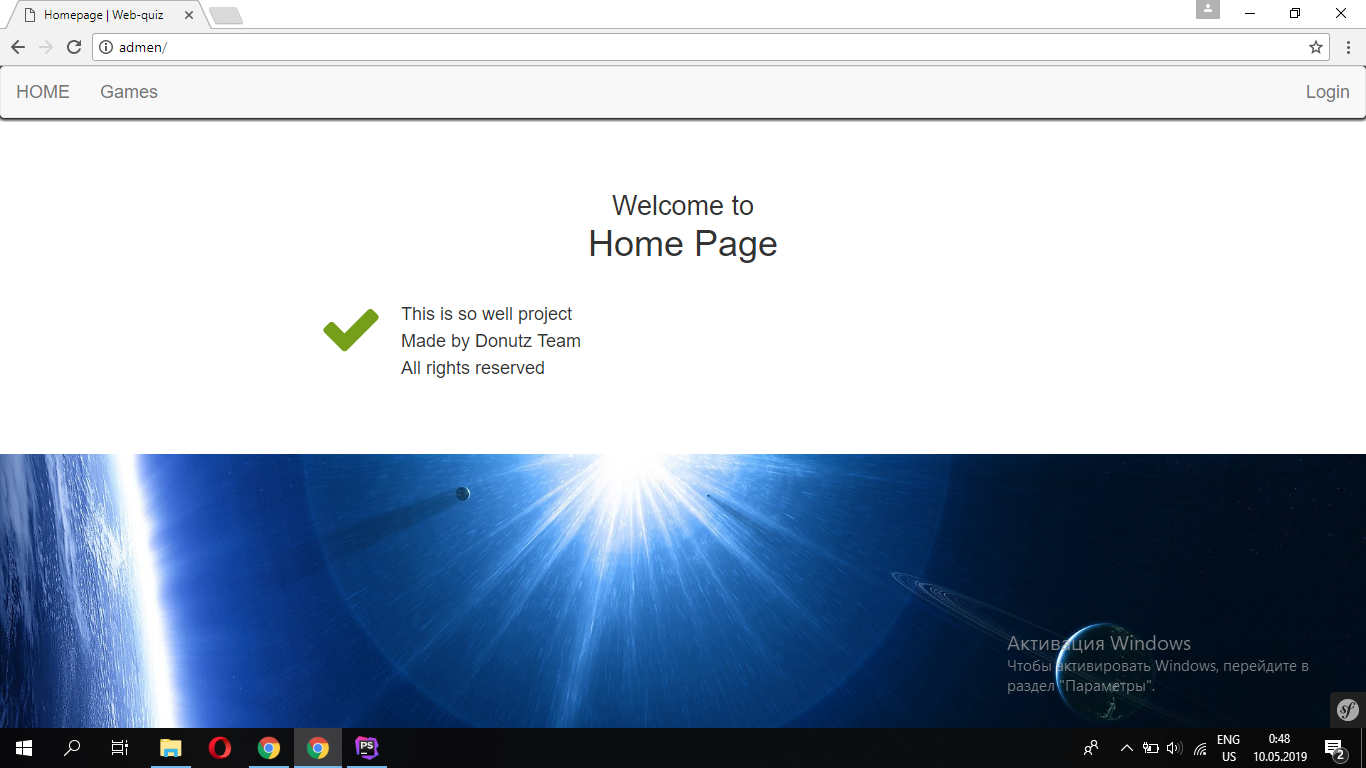 Homepage | Web-quiz
admen/
HOME Games Login
Welcome to
Home Page
This is so well project
Made by Donutz Team
All rights reserved
Активация Windows
Чтобы активировать Windows, перейдите в
раздел "Параметры".
sf
PS
ENG
US
0:48
10.05.2019
2